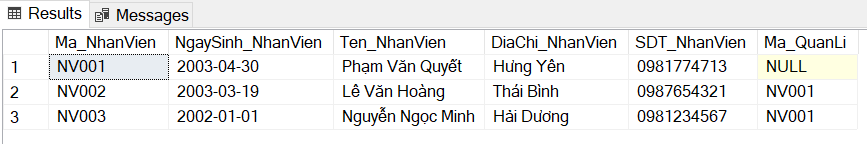 Results Messages
Ma_NhanVien NgaySinh_NhanVien Ten_NhanVien DiaChi_NhanVien SDT_NhanVien Ma_QuanLi
1 NV001 2003-04-30 Phạm Văn Quyết Hưng Yên 0981774713 NULL
2 NV002 2003-03-19 Lê Văn Hoàng Thái Bình 0987654321 NV001
3 NV003 2002-01-01 Nguyễn Ngọc Minh Hải Dương 0981234567 NV001